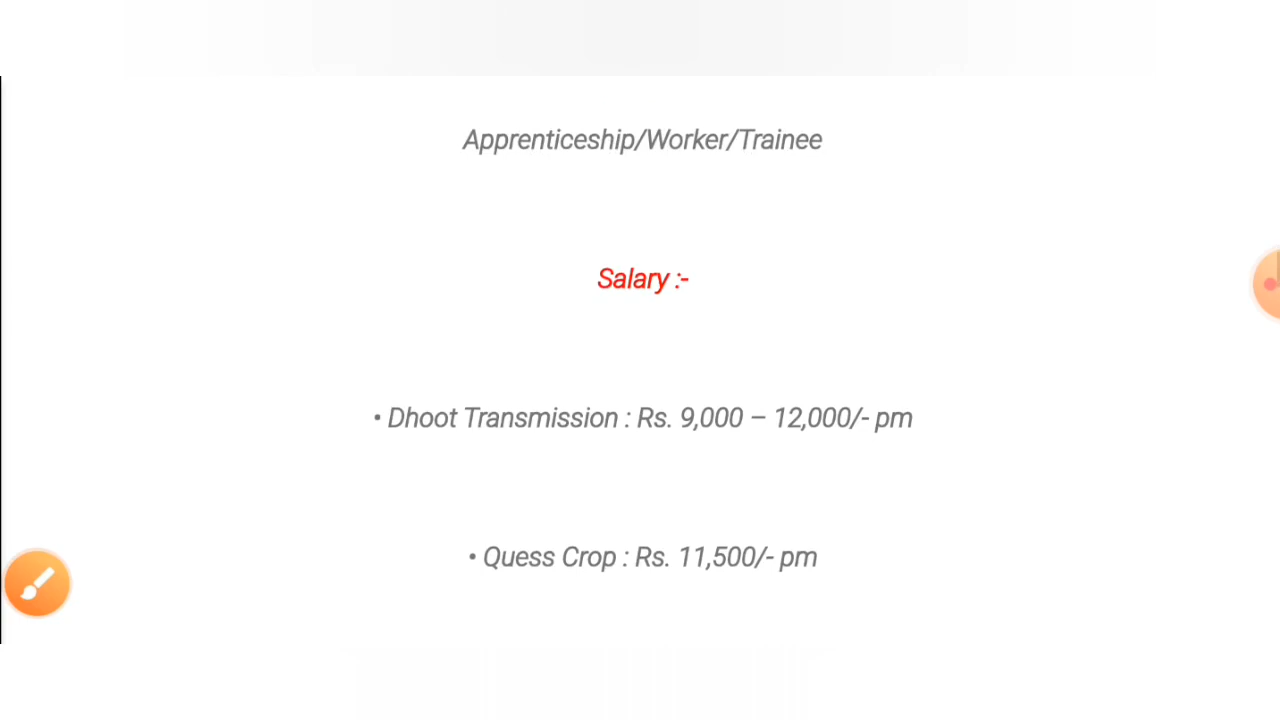 Apprenticeship/Worker/Trainee
Salary :-
• Dhoot Transmission : Rs. 9,000 – 12,000/- pm
• Quess Crop : Rs. 11,500/- pm